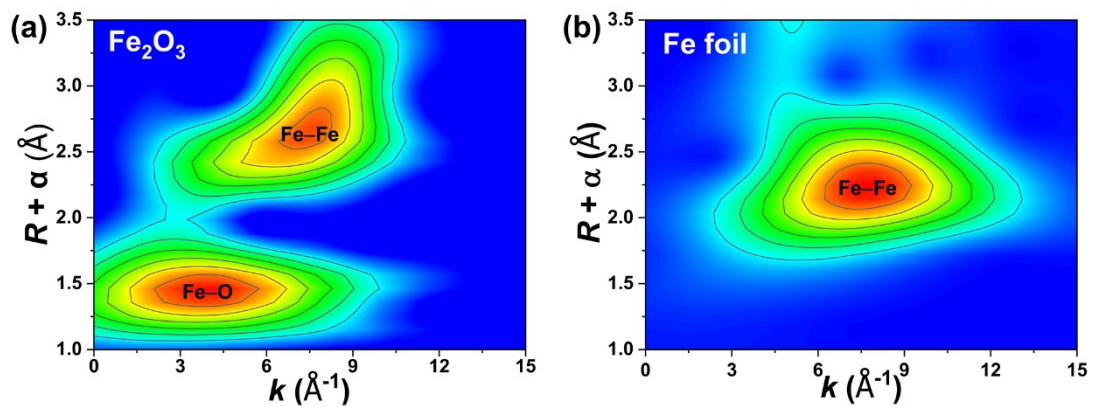 (a)
Fe₂O₃
3.5
3.0
2.5
2.0
1.5
1.0
R + α (Å)
Fe–Fe
Fe–O
0 3 6 9 12 15
k (Å⁻¹)
(b)
Fe foil
3.5
3.0
2.5
2.0
1.5
1.0
R + α (Å)
Fe–Fe
0 3 6 9 12 15
k (Å⁻¹)